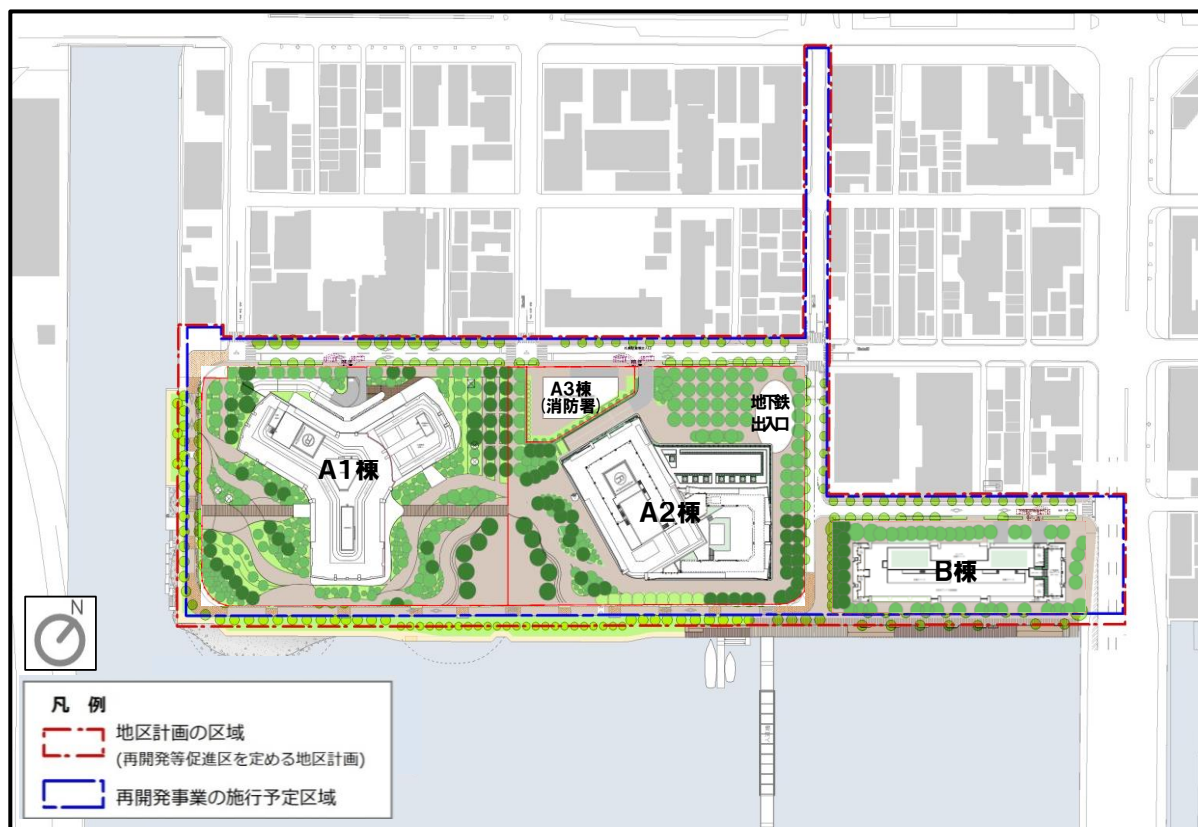 A3棟
(消防署)
地下鉄
出入口
A1棟
A2棟
B棟
N
凡 例
地区計画の区域
(再開発等促進区を定める地区計画)
再開発事業の施行予定区域